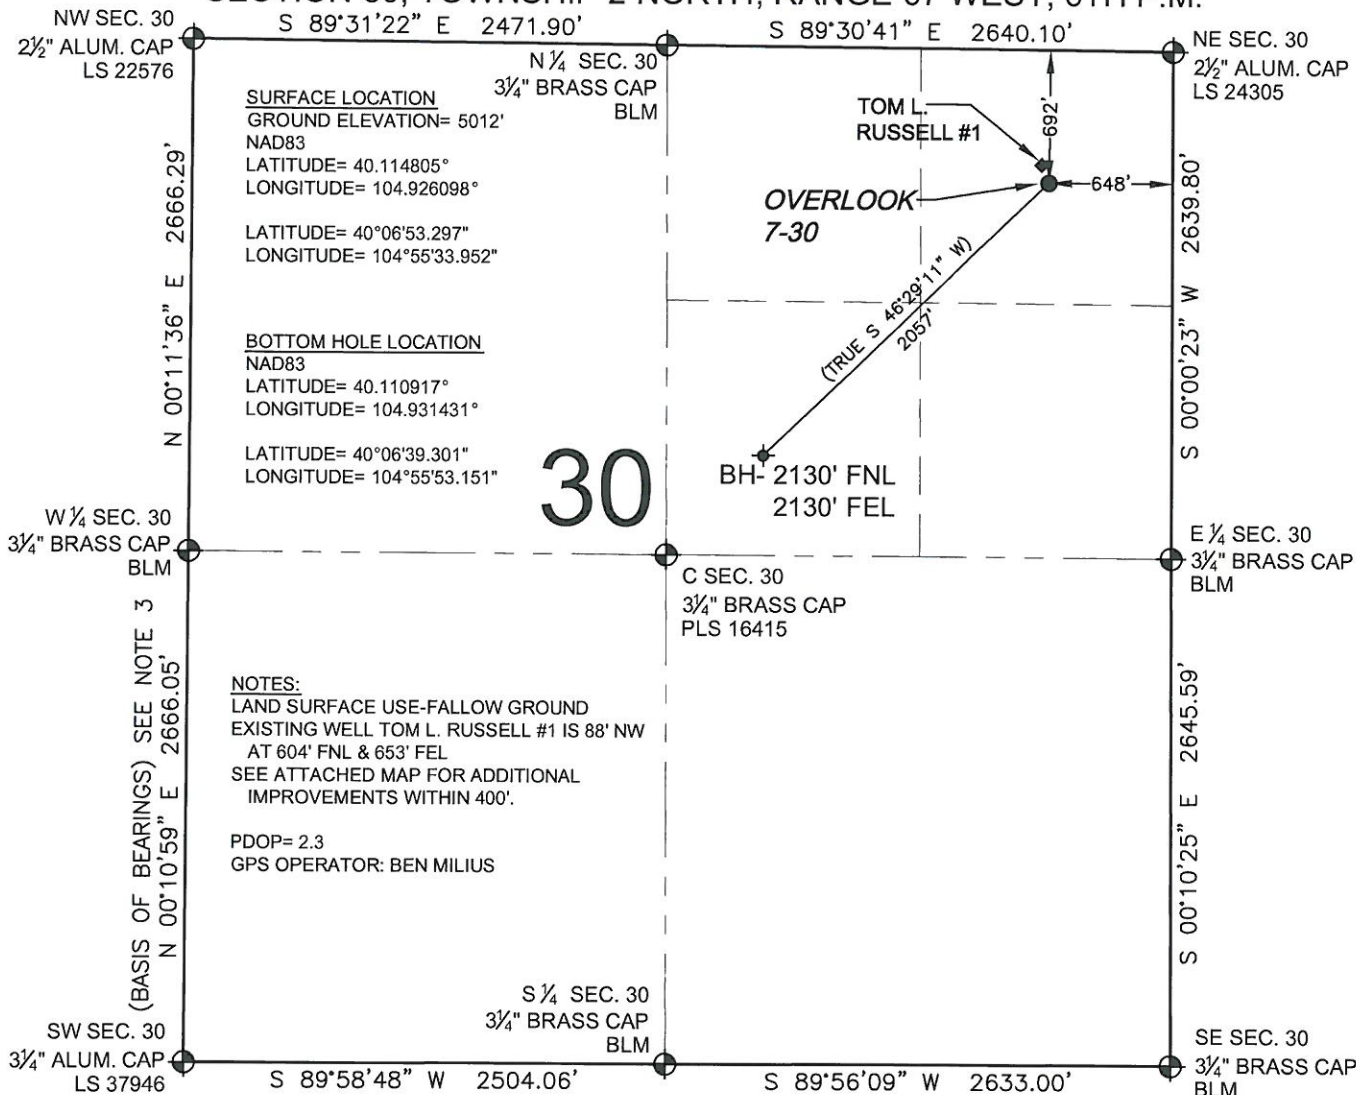 SECTION 30, TOWNSHIP 2 NORTH, RANGE 67 WEST, 6TH P.M.
NW SEC. 30
2½" ALUM. CAP
LS 22576
S 89°31'22" E 2471.90'
N ¼ SEC. 30
3¼" BRASS CAP
BLM
S 89°30'41" E 2640.10'
NE SEC. 30
2½" ALUM. CAP
LS 24305
SURFACE LOCATION
GROUND ELEVATION= 5012'
NAD83
LATITUDE= 40.114805°
LONGITUDE= 104.926098°
LATITUDE= 40°06'53.297"
LONGITUDE= 104°55'33.952"
TOM L.
RUSSELL #1
692'
648'
OVERLOOK
7-30
N 00°11'36" E 2666.29'
S 00°00'23" W 2639.80'
(TRUE S 46°29'11" W)
2057'
BOTTOM HOLE LOCATION
NAD83
LATITUDE= 40.110917°
LONGITUDE= 104.931431°
LATITUDE= 40°06'39.301"
LONGITUDE= 104°55'53.151"
30
BH- 2130' FNL
2130' FEL
W ¼ SEC. 30
3¼" BRASS CAP
BLM
C SEC. 30
3¼" BRASS CAP
PLS 16415
E ¼ SEC. 30
3¼" BRASS CAP
BLM
(BASIS OF BEARINGS) SEE NOTE 3
N 00°10'59" E 2666.05'
NOTES:
LAND SURFACE USE-FALLOW GROUND
EXISTING WELL TOM L. RUSSELL #1 IS 88' NW
AT 604' FNL & 653' FEL
SEE ATTACHED MAP FOR ADDITIONAL
IMPROVEMENTS WITHIN 400'.
PDOP= 2.3
GPS OPERATOR: BEN MILIUS
S 00°10'25" E 2645.59'
SW SEC. 30
3¼" ALUM. CAP
LS 37946
S 89°58'48" W 2504.06'
S ¼ SEC. 30
3¼" BRASS CAP
BLM
S 89°56'09" W 2633.00'
SE SEC. 30
3¼" BRASS CAP
BLM